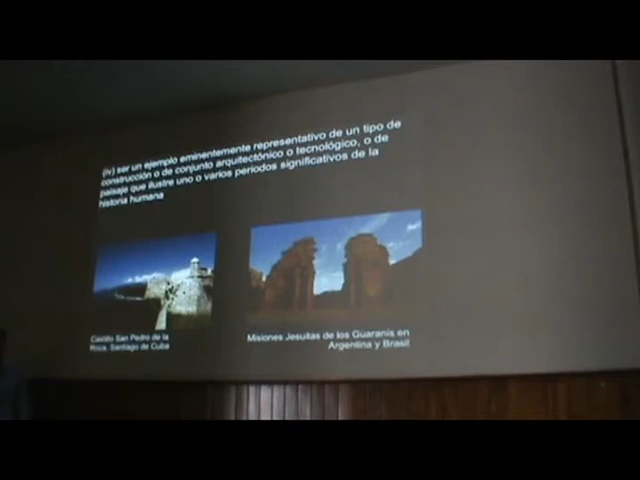 (iv) ser un ejemplo eminentemente representativo de un tipo de
construcción o de conjunto arquitectónico o tecnológico, o de
paisaje que ilustre uno o varios periodos significativos de la
historia humana
Castillo San Pedro de la
Roca, Santiago de Cuba
Misiones Jesuitas de los Guaranis en
Argentina y Brasil